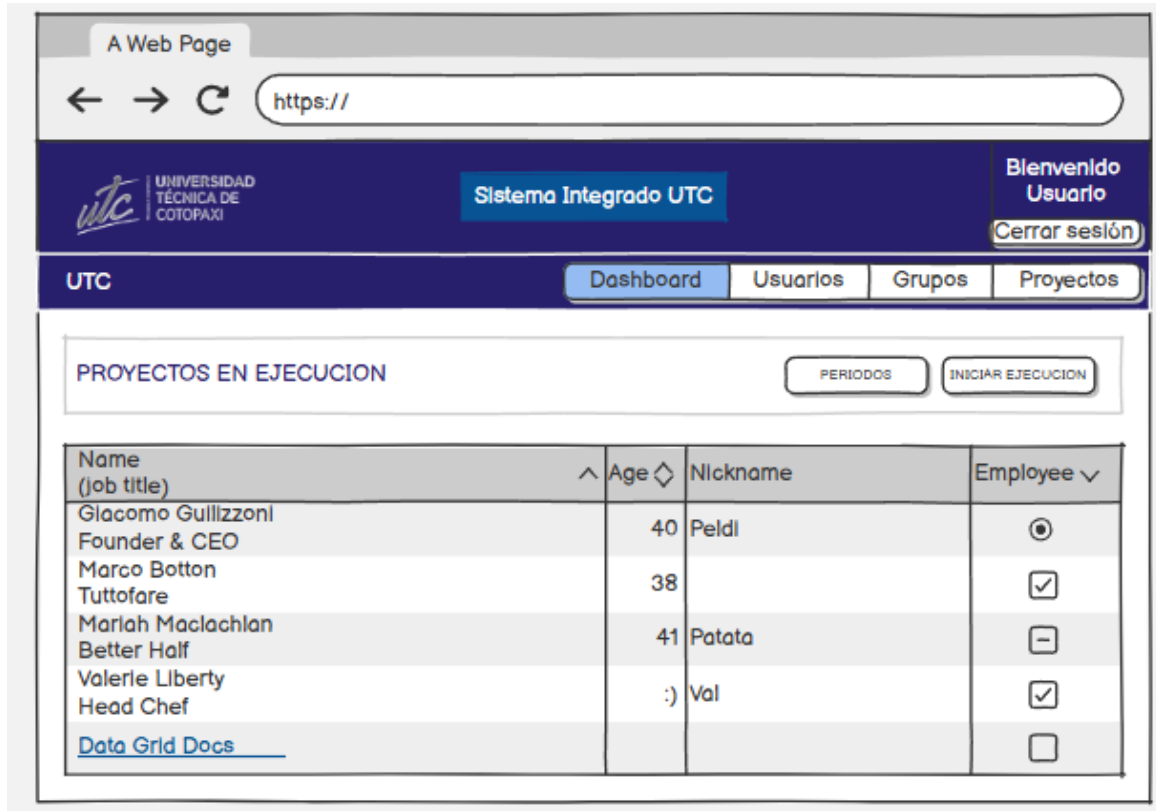 A Web Page
https://
utc
UNIVERSIDAD
TÉCNICA DE
COTOPAXI
Sistema Integrado UTC
Bienvenido
Usuario
Cerrar sesión
UTC
Dashboard Usuarios Grupos Proyectos
PROYECTOS EN EJECUCION
PERIODOS INICIAR EJECUCION
Name
(job title)
Age Nickname Employee
Giacomo Guilizzoni
Founder & CEO
40 Peldi
Marco Botton
Tuttofare
38
Mariah Maclachlan
Better Half
41 Patata
Valerie Liberty
Head Chef
:) Val
Data Grid Docs